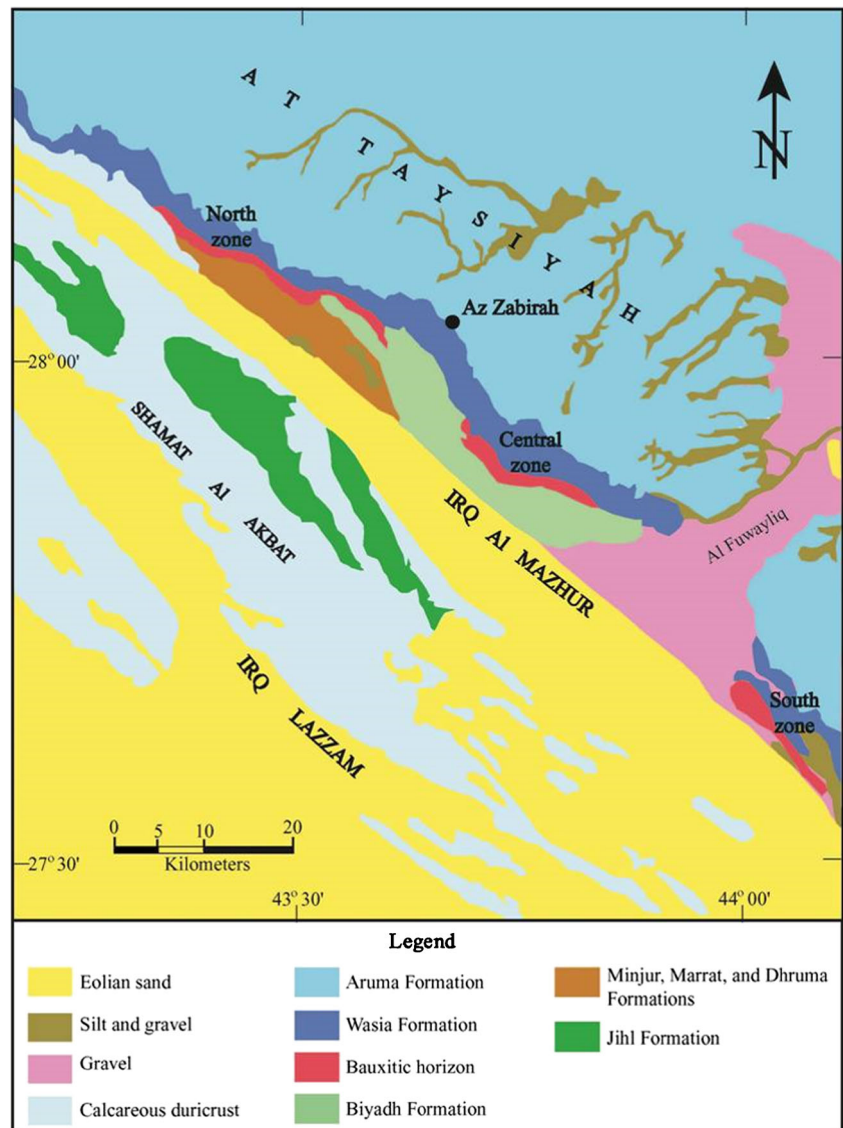 AT TAYSIYAH
N
North
zone
Az Zabirah
28°00'
SHAMAT Al AKBAT
Central
zone
IRQ Al MAZHUR
Al Fuwayliq
IRQ LAZZAM
South
zone
0 5 10 20
Kilometers
27°30'
43°30' 44°00'
Legend
Eolian sand
Silt and gravel
Gravel
Calcareous duricrust
Aruma Formation
Wasia Formation
Bauxitic horizon
Biyadh Formation
Minjur, Marrat, and Dhruma
Formations
Jihl Formation